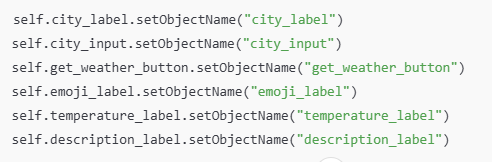 self.city_label.setObjectName("city_label")
self.city_input.setObjectName("city_input")
self.get_weather_button.setObjectName("get_weather_button")
self.emoji_label.setObjectName("emoji_label")
self.temperature_label.setObjectName("temperature_label")
self.description_label.setObjectName("description_label")